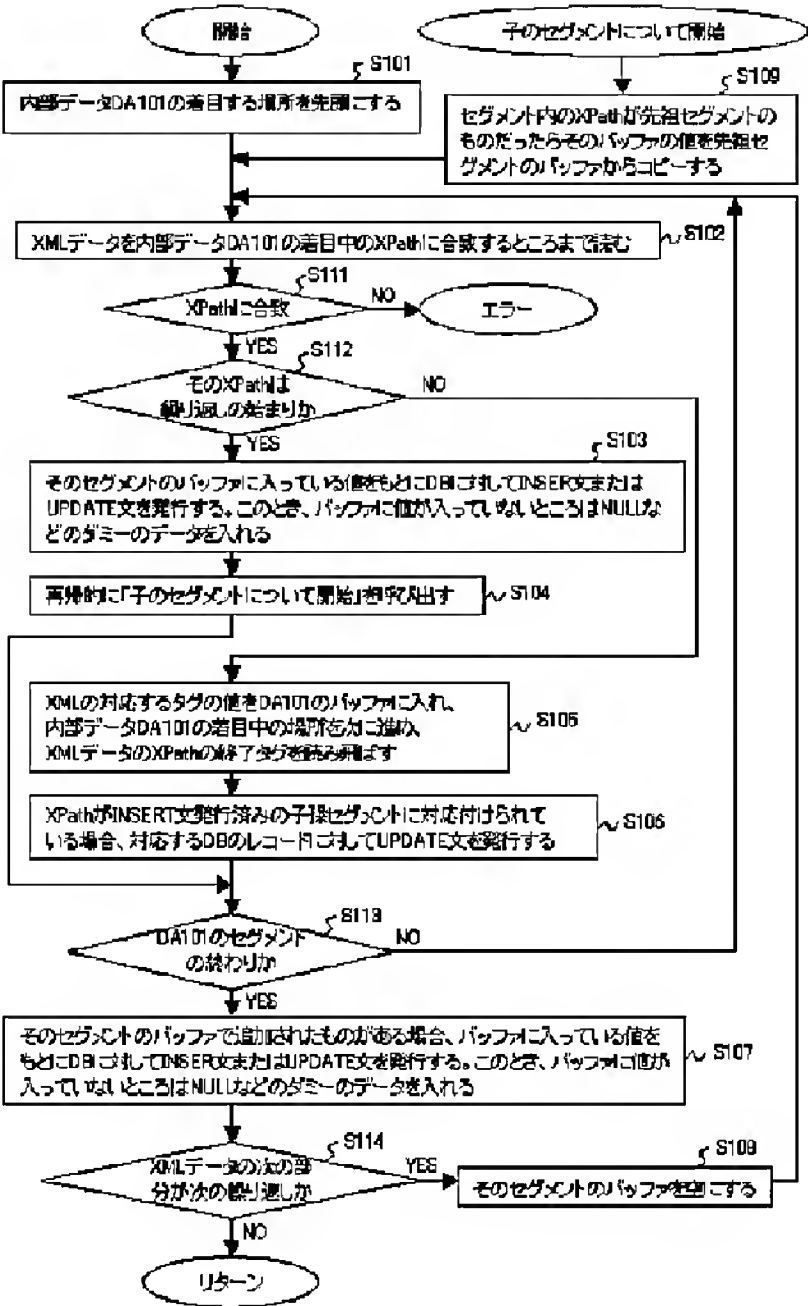 開始
子のセグメントについて開始
S101
内部データDA101の着目する場所を先頭にする
S109
セグメント内のXPathが先祖セグメントの
ものだったらそのバッファの値を先祖セ
グメントのバッファからコピーする
XMLデータを内部データDA101の着目中のXPathに合致するところまで読む
S102
S111
XPathに合致
NO
エラー
YES
S112
そのXPathは
繰り返しの始まりか
NO
YES
S103
そのセグメントのバッファに入っている値をもとにDBに対してINSER文または
UPDATE文を発行する。このとき、バッファに値が入っていないところはNULLな
どのダミーのデータを入れる
再帰的に「子のセグメントについて開始」を呼び出す
S104
XMLの対応するタグの値をDA101のバッファに入れ、
内部データDA101の着目中の場所を次に進め、
XMLデータのXPathの終了タグを読み飛ばす
S105
XPathがINSERT文発行済みの子孫セグメントに対応付けられて
いる場合、対応するDBのレコードに対してUPDATE文を発行する
S106
S113
DA101のセグメント
の終わりか
NO
YES
そのセグメントのバッファで追加されたものがある場合、バッファに入っている値を
もとにDBに対してINSER文またはUPDATE文を発行する。このとき、バッファに値が
入っていないところはNULLなどのダミーのデータを入れる
S107
S114
XMLデータの次の部
分が次の繰り返しか
YES
S108
そのセグメントのバッファを空にする
NO
リターン